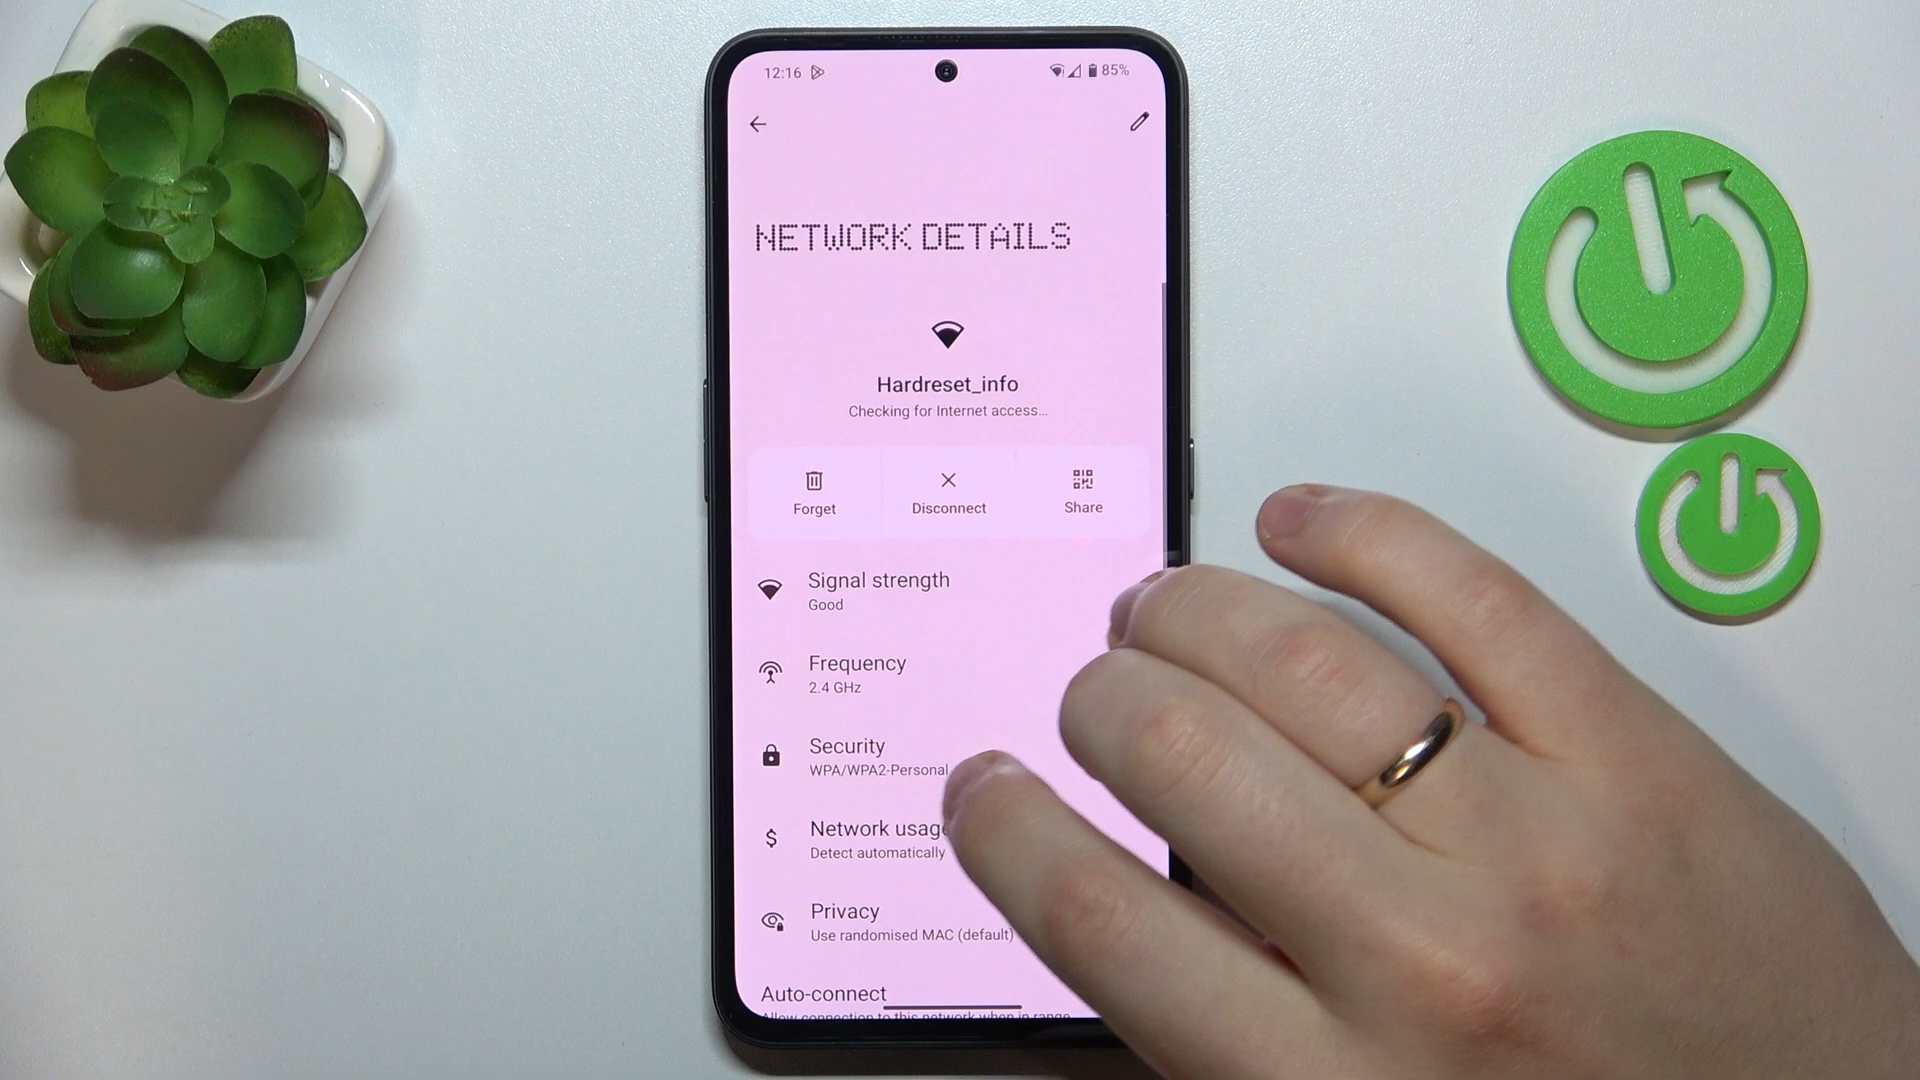 12:16 85%
NETWORK DETAILS
Hardreset_info
Checking for Internet access...
Forget Disconnect Share
Signal strength
Good
Frequency
2.4 GHz
Security
WPA/WPA2-Personal
Network usage
Detect automatically
Privacy
Use randomised MAC (default)
Auto-connect
Allow connection to this network when in range